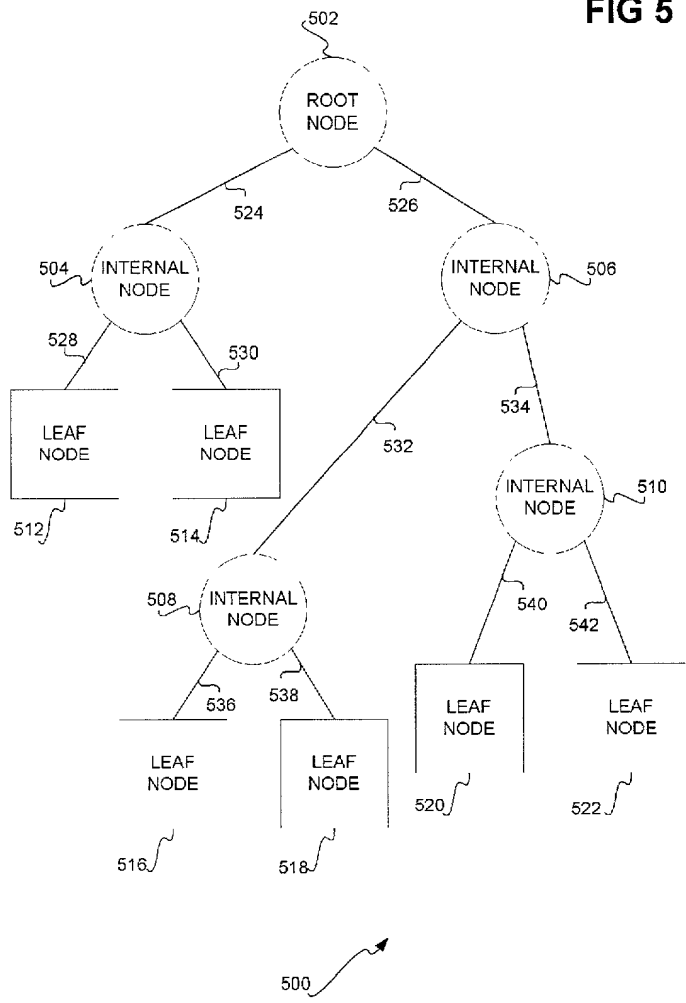 FIG 5
502
ROOT
NODE
524
526
504
INTERNAL
NODE
INTERNAL
NODE
506
528
530
532
534
LEAF
NODE
LEAF
NODE
512
514
INTERNAL
NODE
510
508
INTERNAL
NODE
540
542
536
538
LEAF
NODE
LEAF
NODE
LEAF
NODE
LEAF
NODE
520
522
516
518
500